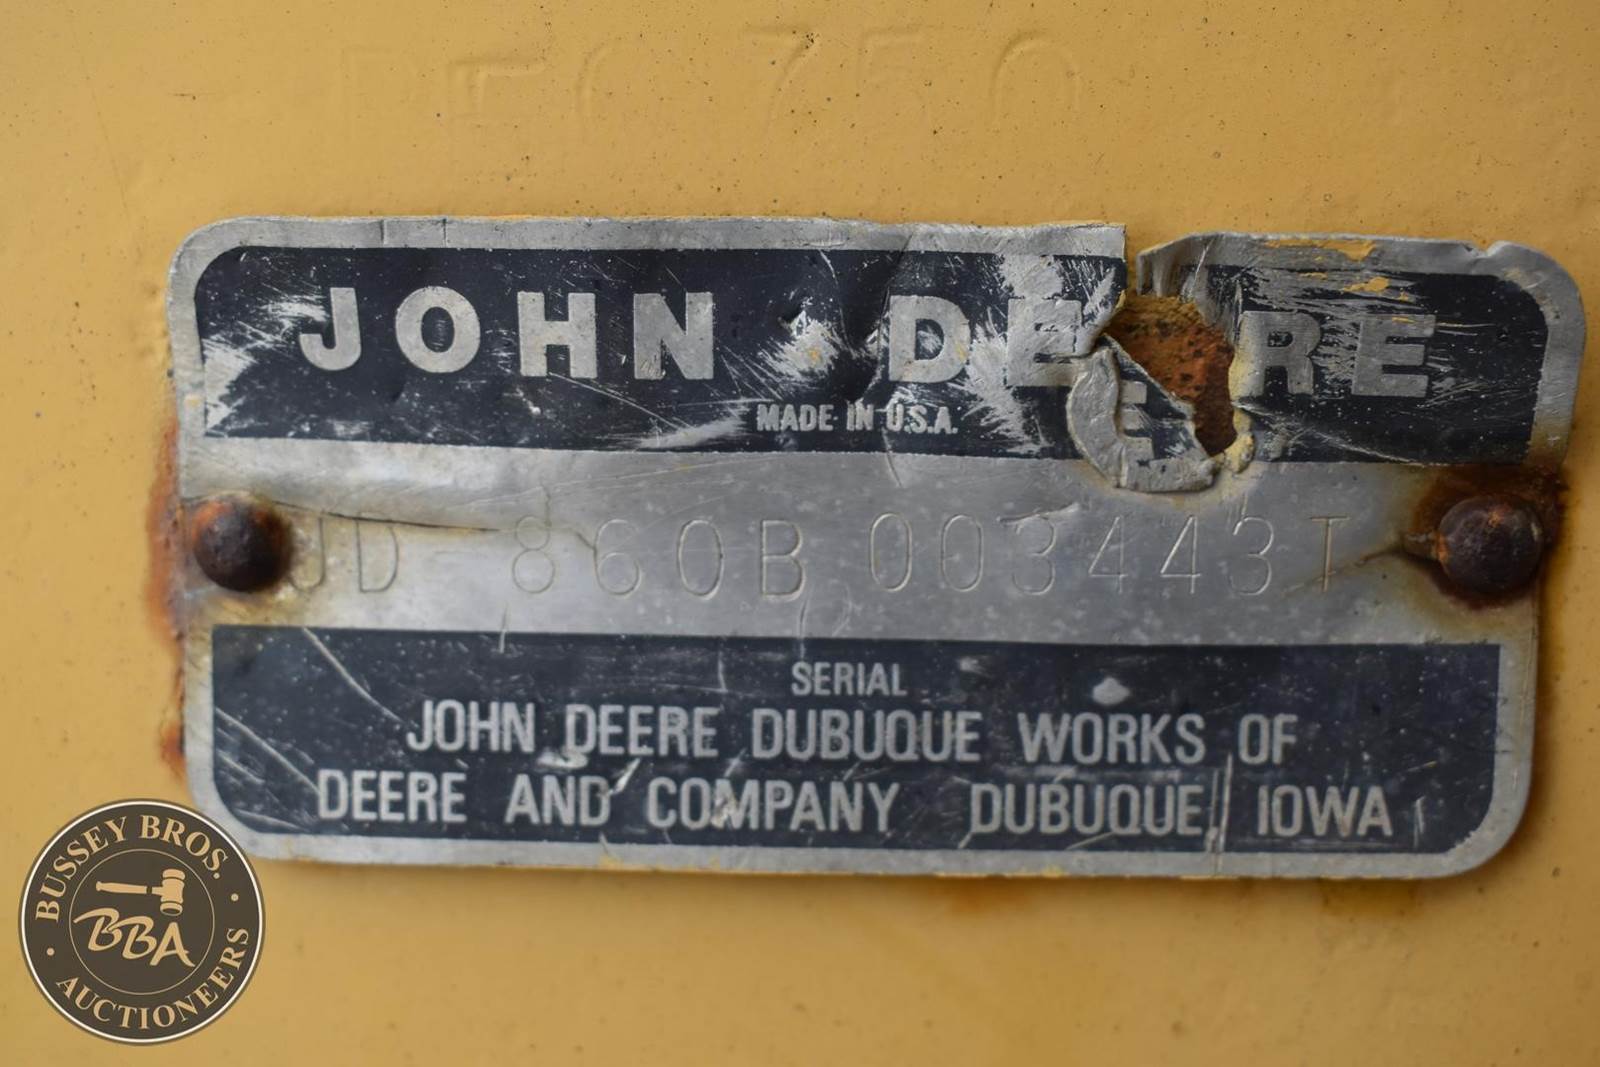 JOHN DEERE
MADE IN U.S.A.
JD 860B 003443T
SERIAL
JOHN DEERE DUBUQUE WORKS OF
DEERE AND COMPANY DUBUQUE, IOWA
BUSSEY BROS.
BBA
AUCTIONEERS